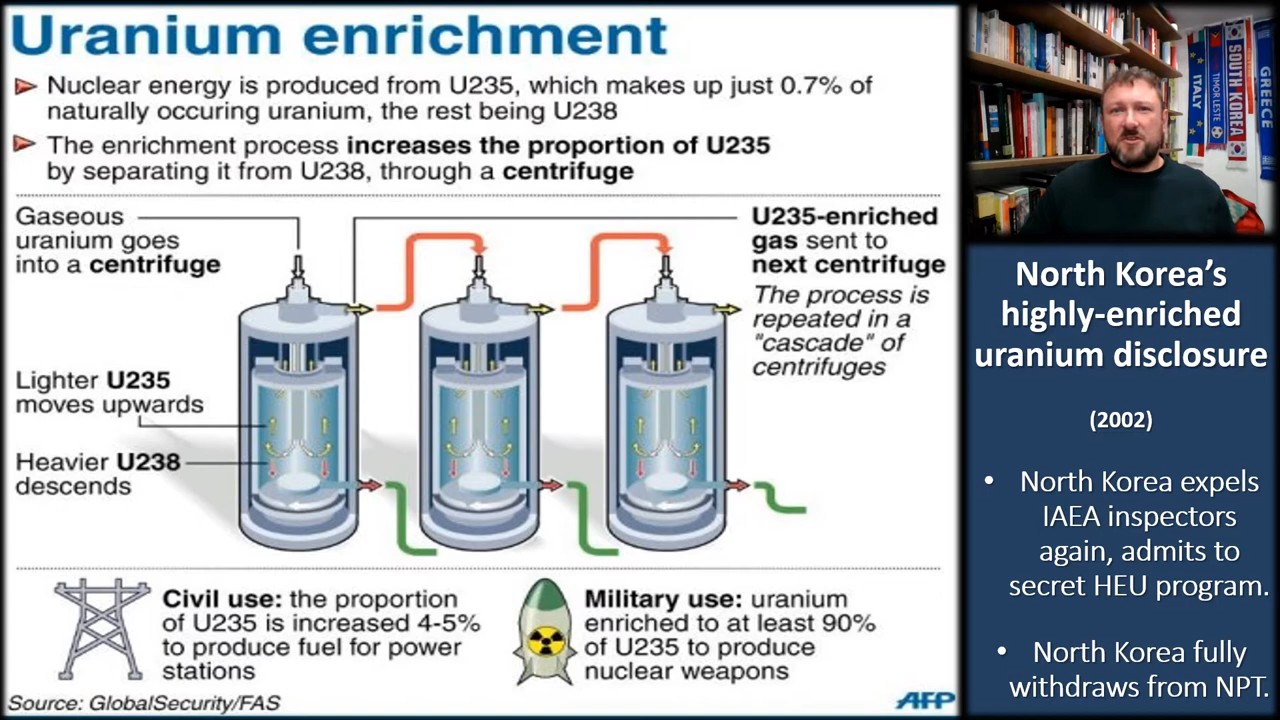 Uranium enrichment
Nuclear energy is produced from U235, which makes up just 0.7% of
naturally occuring uranium, the rest being U238
The enrichment process increases the proportion of U235
by separating it from U238, through a centrifuge
Gaseous
uranium goes
into a centrifuge
U235-enriched
gas sent to
next centrifuge
The process is
repeated in a
"cascade" of
centrifuges
Lighter U235
moves upwards
Heavier U238
descends
Civil use: the proportion
of U235 is increased 4-5%
to produce fuel for power
stations
Military use: uranium
enriched to at least 90%
of U235 to produce
nuclear weapons
Source: GlobalSecurity/FAS
AFP
ITALY
TIMOR LESTE
SOUTH KOREA
GREECE
North Korea's
highly-enriched
uranium disclosure
(2002)
• North Korea expels
IAEA inspectors
again, admits to
secret HEU program.
• North Korea fully
withdraws from NPT.